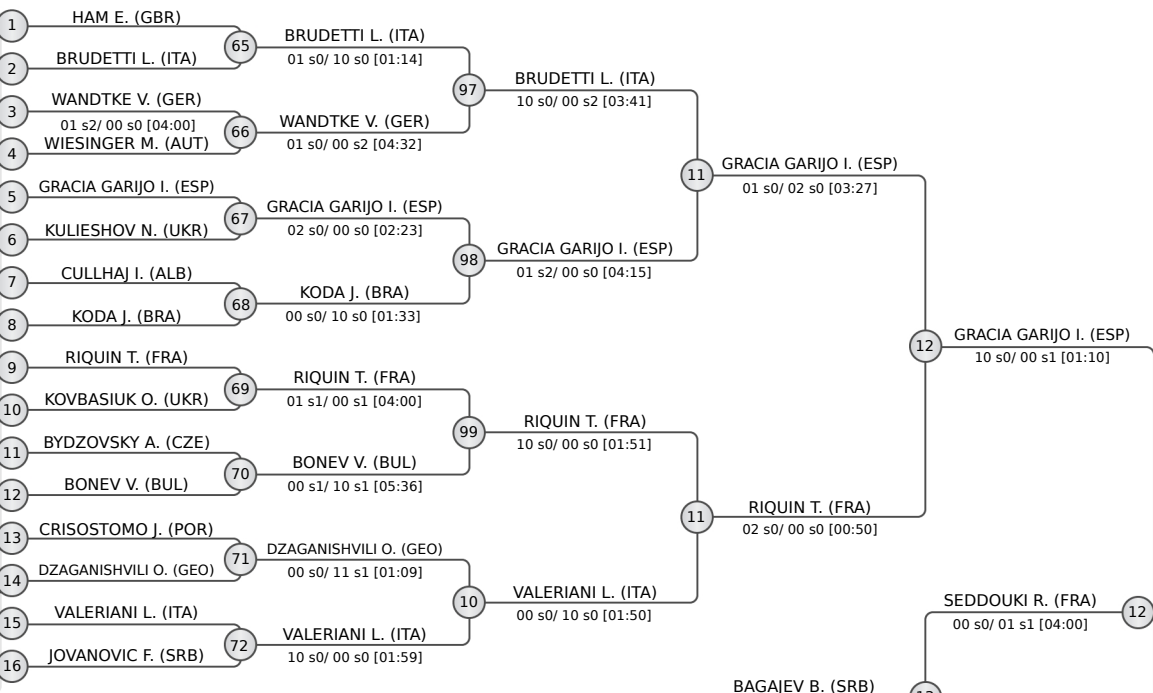 1
HAM E. (GBR)
2
BRUDETTI L. (ITA)
3
WANDTKE V. (GER)
01 s2/ 00 s0 [04:00]
4
WIESINGER M. (AUT)
5
GRACIA GARIJO I. (ESP)
6
KULIESHOV N. (UKR)
7
CULLHAJ I. (ALB)
8
KODA J. (BRA)
9
RIQUIN T. (FRA)
10
KOVBASIUK O. (UKR)
11
BYDZOVSKY A. (CZE)
12
BONEV V. (BUL)
13
CRISOSTOMO J. (POR)
14
DZAGANISHVILI O. (GEO)
15
VALERIANI L. (ITA)
16
JOVANOVIC F. (SRB)
65
BRUDETTI L. (ITA)
01 s0/ 10 s0 [01:14]
66
WANDTKE V. (GER)
01 s0/ 00 s2 [04:32]
67
GRACIA GARIJO I. (ESP)
02 s0/ 00 s0 [02:23]
68
KODA J. (BRA)
00 s0/ 10 s0 [01:33]
69
RIQUIN T. (FRA)
01 s1/ 00 s1 [04:00]
70
BONEV V. (BUL)
00 s1/ 10 s1 [05:36]
71
DZAGANISHVILI O. (GEO)
00 s0/ 11 s1 [01:09]
72
VALERIANI L. (ITA)
10 s0/ 00 s0 [01:59]
97
BRUDETTI L. (ITA)
10 s0/ 00 s2 [03:41]
98
GRACIA GARIJO I. (ESP)
01 s2/ 00 s0 [04:15]
99
RIQUIN T. (FRA)
10 s0/ 00 s0 [01:51]
10
VALERIANI L. (ITA)
00 s0/ 10 s0 [01:50]
11
GRACIA GARIJO I. (ESP)
01 s0/ 02 s0 [03:27]
11
RIQUIN T. (FRA)
02 s0/ 00 s0 [00:50]
12
GRACIA GARIJO I. (ESP)
10 s0/ 00 s1 [01:10]
SEDDOUKI R. (FRA)
00 s0/ 01 s1 [04:00]
12
BAGAJEV B. (SRB)